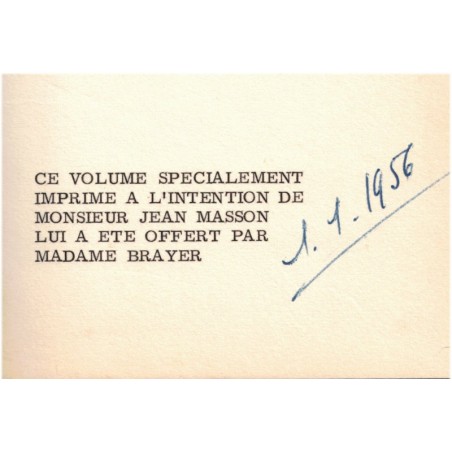 CE VOLUME SPECIALEMENT
IMPRIME A L'INTENTION DE
MONSIEUR JEAN MASSON
LUI A ETE OFFERT PAR
MADAME BRAYER
1.1.1956